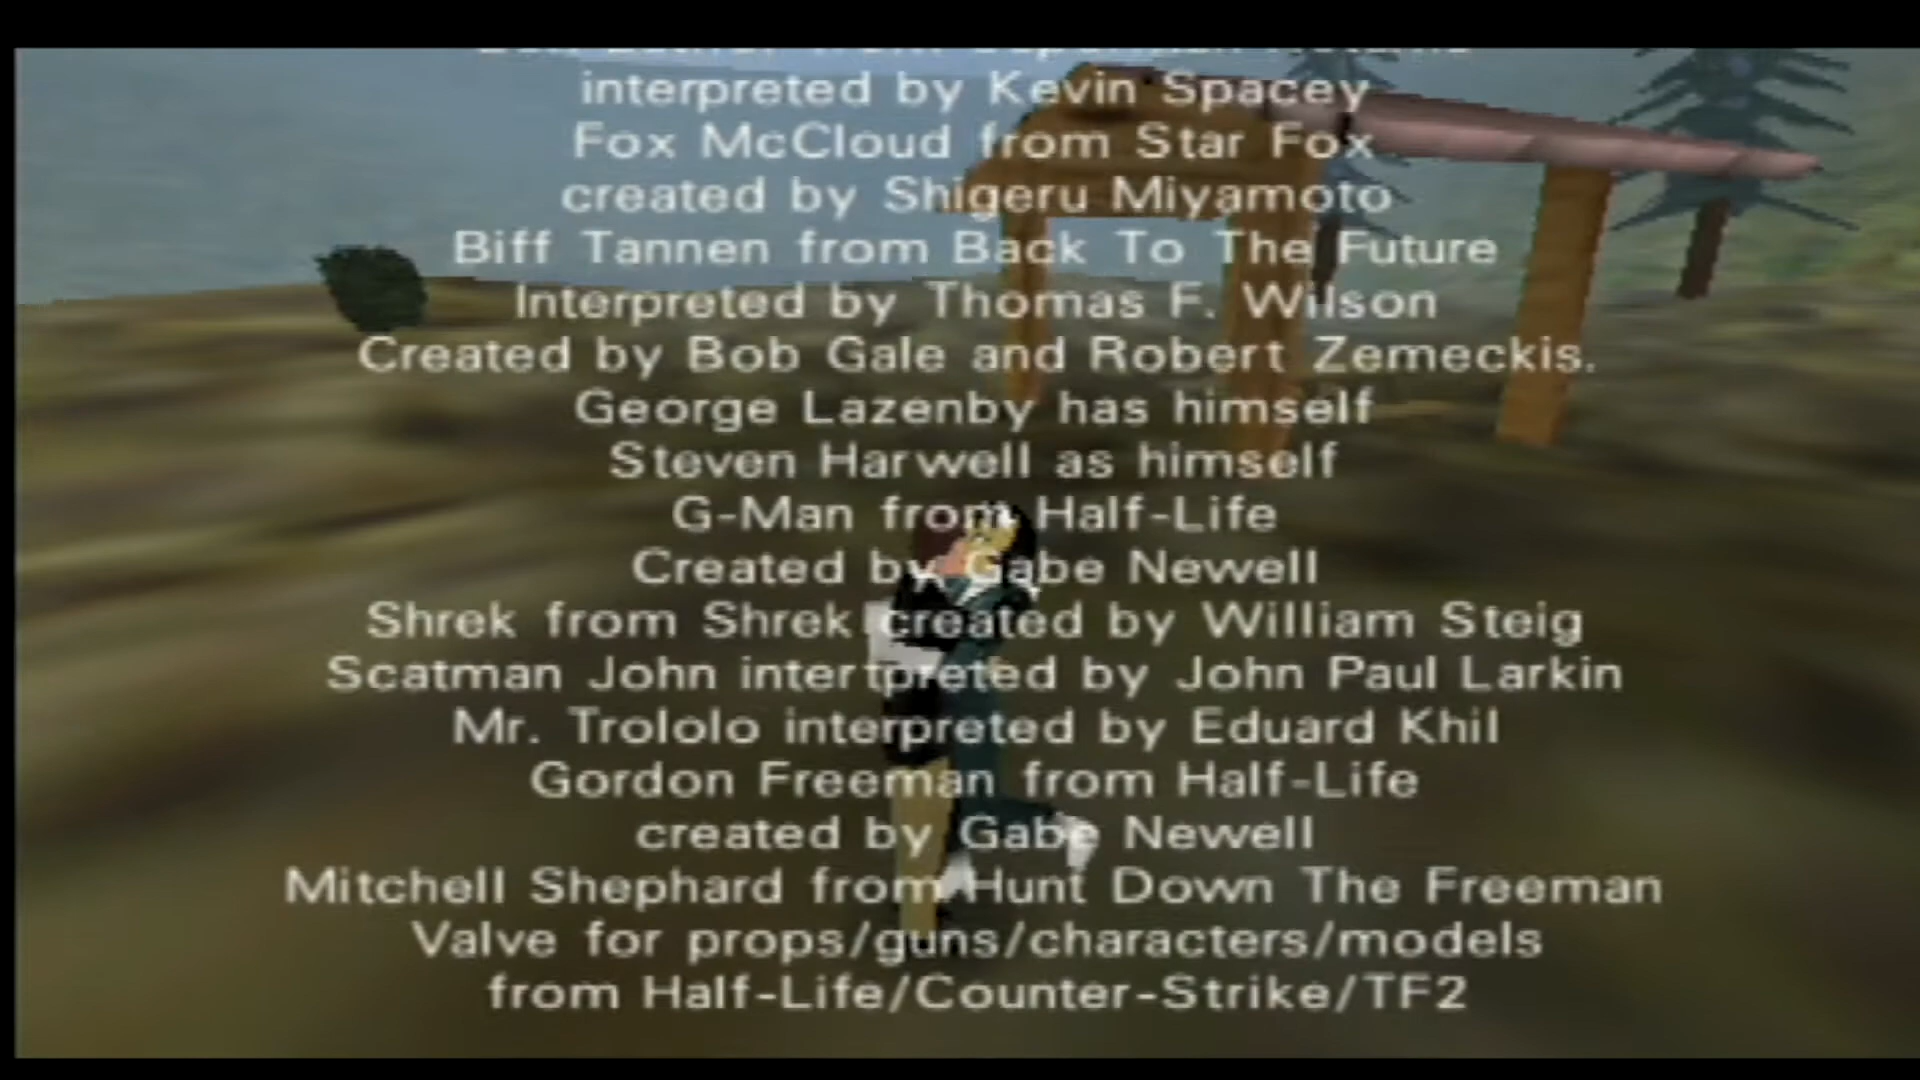 interpreted by Kevin Spacey
Fox McCloud from Star Fox
created by Shigeru Miyamoto
Biff Tannen from Back To The Future
Interpreted by Thomas F. Wilson
Created by Bob Gale and Robert Zemeckis.
George Lazenby has himself
Steven Harwell as himself
G-Man from Half-Life
Created by Gabe Newell
Shrek from Shrek created by William Steig
Scatman John interpreted by John Paul Larkin
Mr. Trololo interpreted by Eduard Khil
Gordon Freeman from Half-Life
created by Gabe Newell
Mitchell Shephard from Hunt Down The Freeman
Valve for props/guns/characters/models
from Half-Life/Counter-Strike/TF2